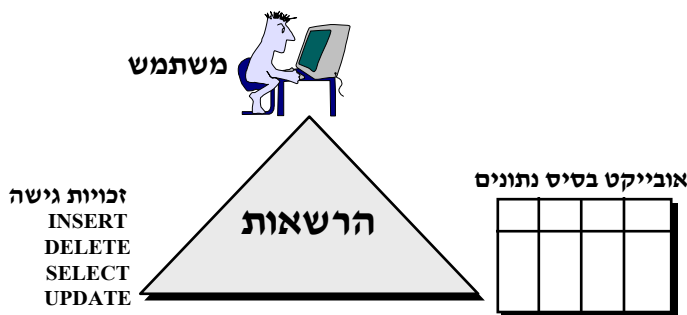 משתמש
אובייקט בסיס נתונים
הרשאות
זכויות גישה
INSERT
DELETE
SELECT
UPDATE